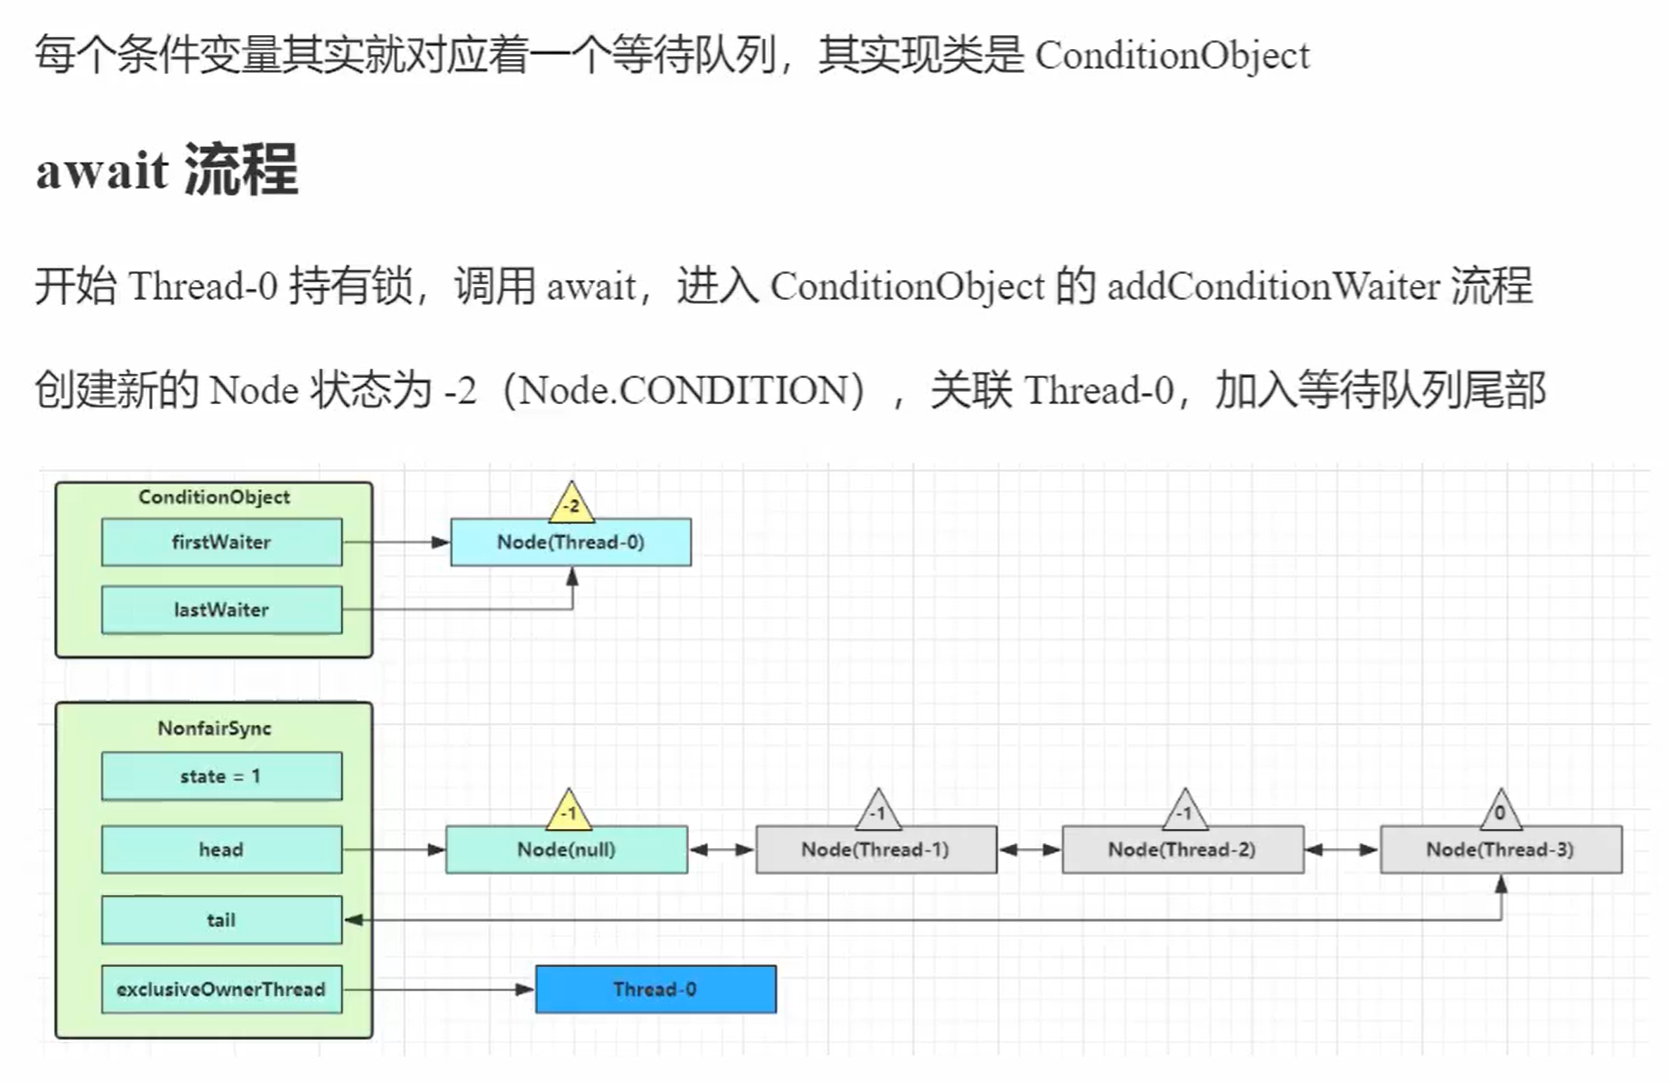 每个条件变量其实就对应着一个等待队列，其实现类是 ConditionObject
await 流程
开始 Thread-0 持有锁，调用 await，进入 ConditionObject 的 addConditionWaiter 流程
创建新的 Node 状态为 -2（Node.CONDITION），关联 Thread-0，加入等待队列尾部
ConditionObject
-2
firstWaiter
Node(Thread-0)
lastWaiter
NonfairSync
state = 1
-1
-1
-1
0
head
Node(null)
Node(Thread-1)
Node(Thread-2)
Node(Thread-3)
tail
exclusiveOwnerThread
Thread-0